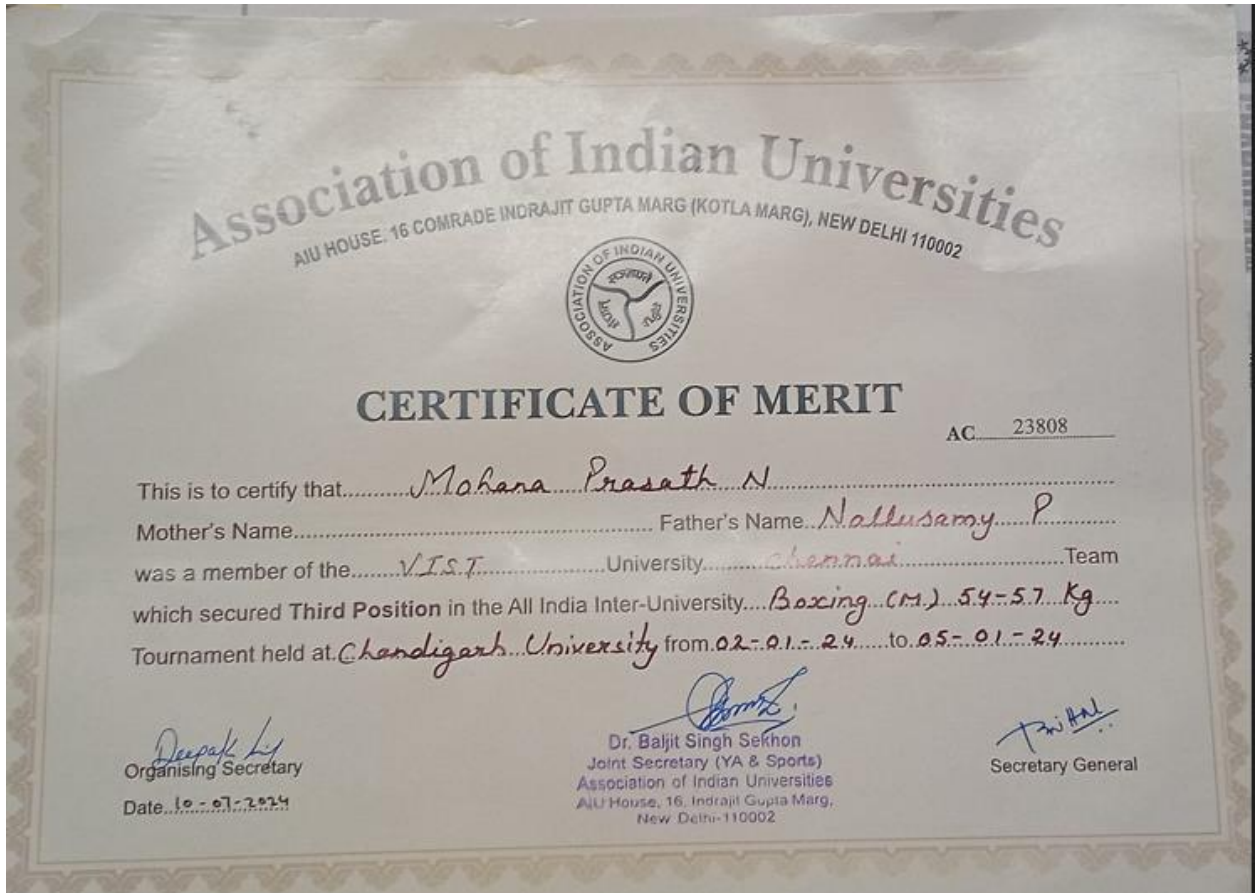 Association of Indian Universities
AIU HOUSE: 16 COMRADE INDRAJIT GUPTA MARG (KOTLA MARG), NEW DELHI 110002
ASSOCIATION OF INDIAN UNIVERSITIES
CERTIFICATE OF MERIT
AC 23808
This is to certify that Mohana Prasath N
Mother's Name Father's Name Nallusamy P
was a member of the V.I.S.T University Chennai Team
which secured Third Position in the All India Inter-University Boxing (M) 54-57 Kg
Tournament held at Chandigarh University from 02-01-24 to 05-01-24
Deepak
Organising Secretary
Date 10-07-2024
Dr. Baljit Singh Sekhon
Joint Secretary (YA & Sports)
Association of Indian Universities
AIU House, 16, Indrajit Gupta Marg,
New Delhi-110002
Secretary General